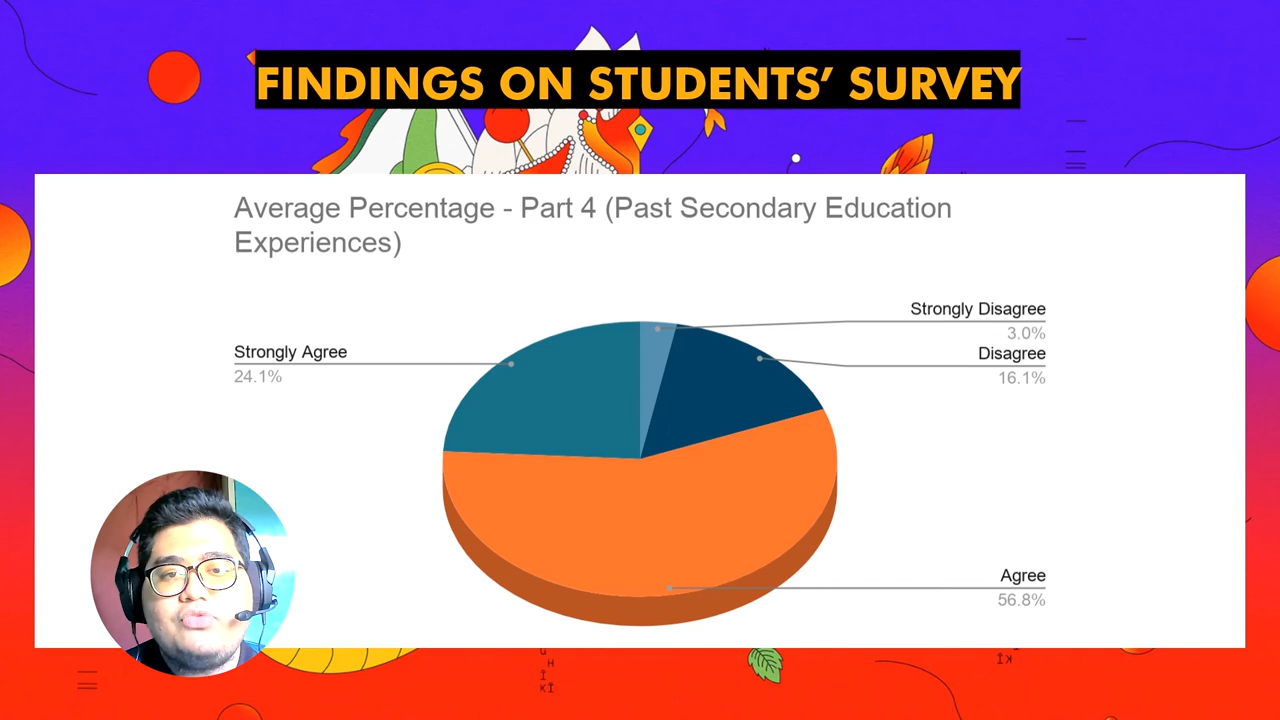 FINDINGS ON STUDENTS’ SURVEY
Average Percentage - Part 4 (Past Secondary Education
Experiences)
Strongly Disagree
3.0%
Strongly Agree
24.1%
Disagree
16.1%
Agree
56.8%